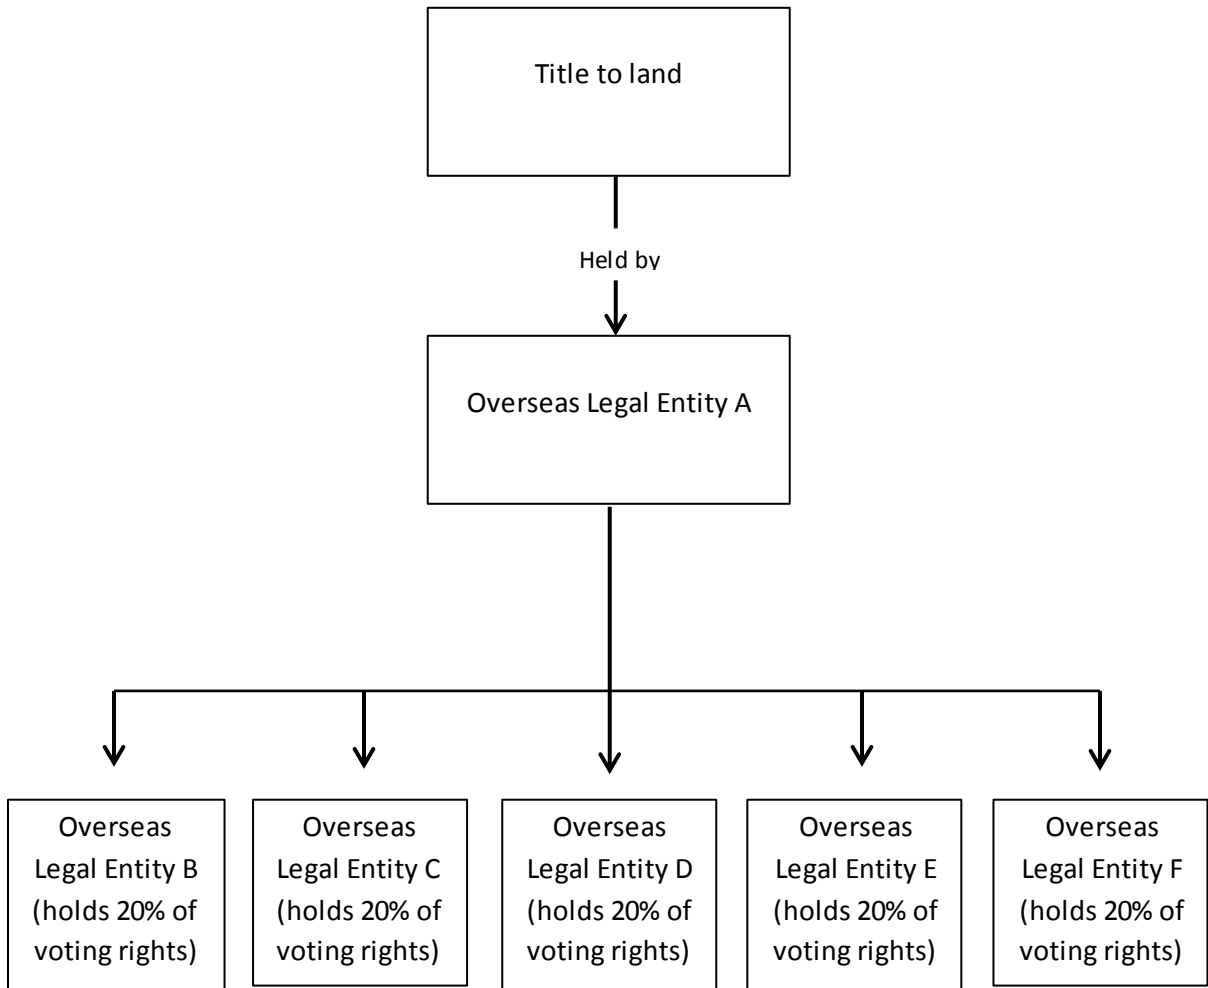 Title to land
Held by
Overseas Legal Entity A
Overseas
Legal Entity B
(holds 20% of
voting rights)
Overseas
Legal Entity C
(holds 20% of
voting rights)
Overseas
Legal Entity D
(holds 20% of
voting rights)
Overseas
Legal Entity E
(holds 20% of
voting rights)
Overseas
Legal Entity F
(holds 20% of
voting rights)